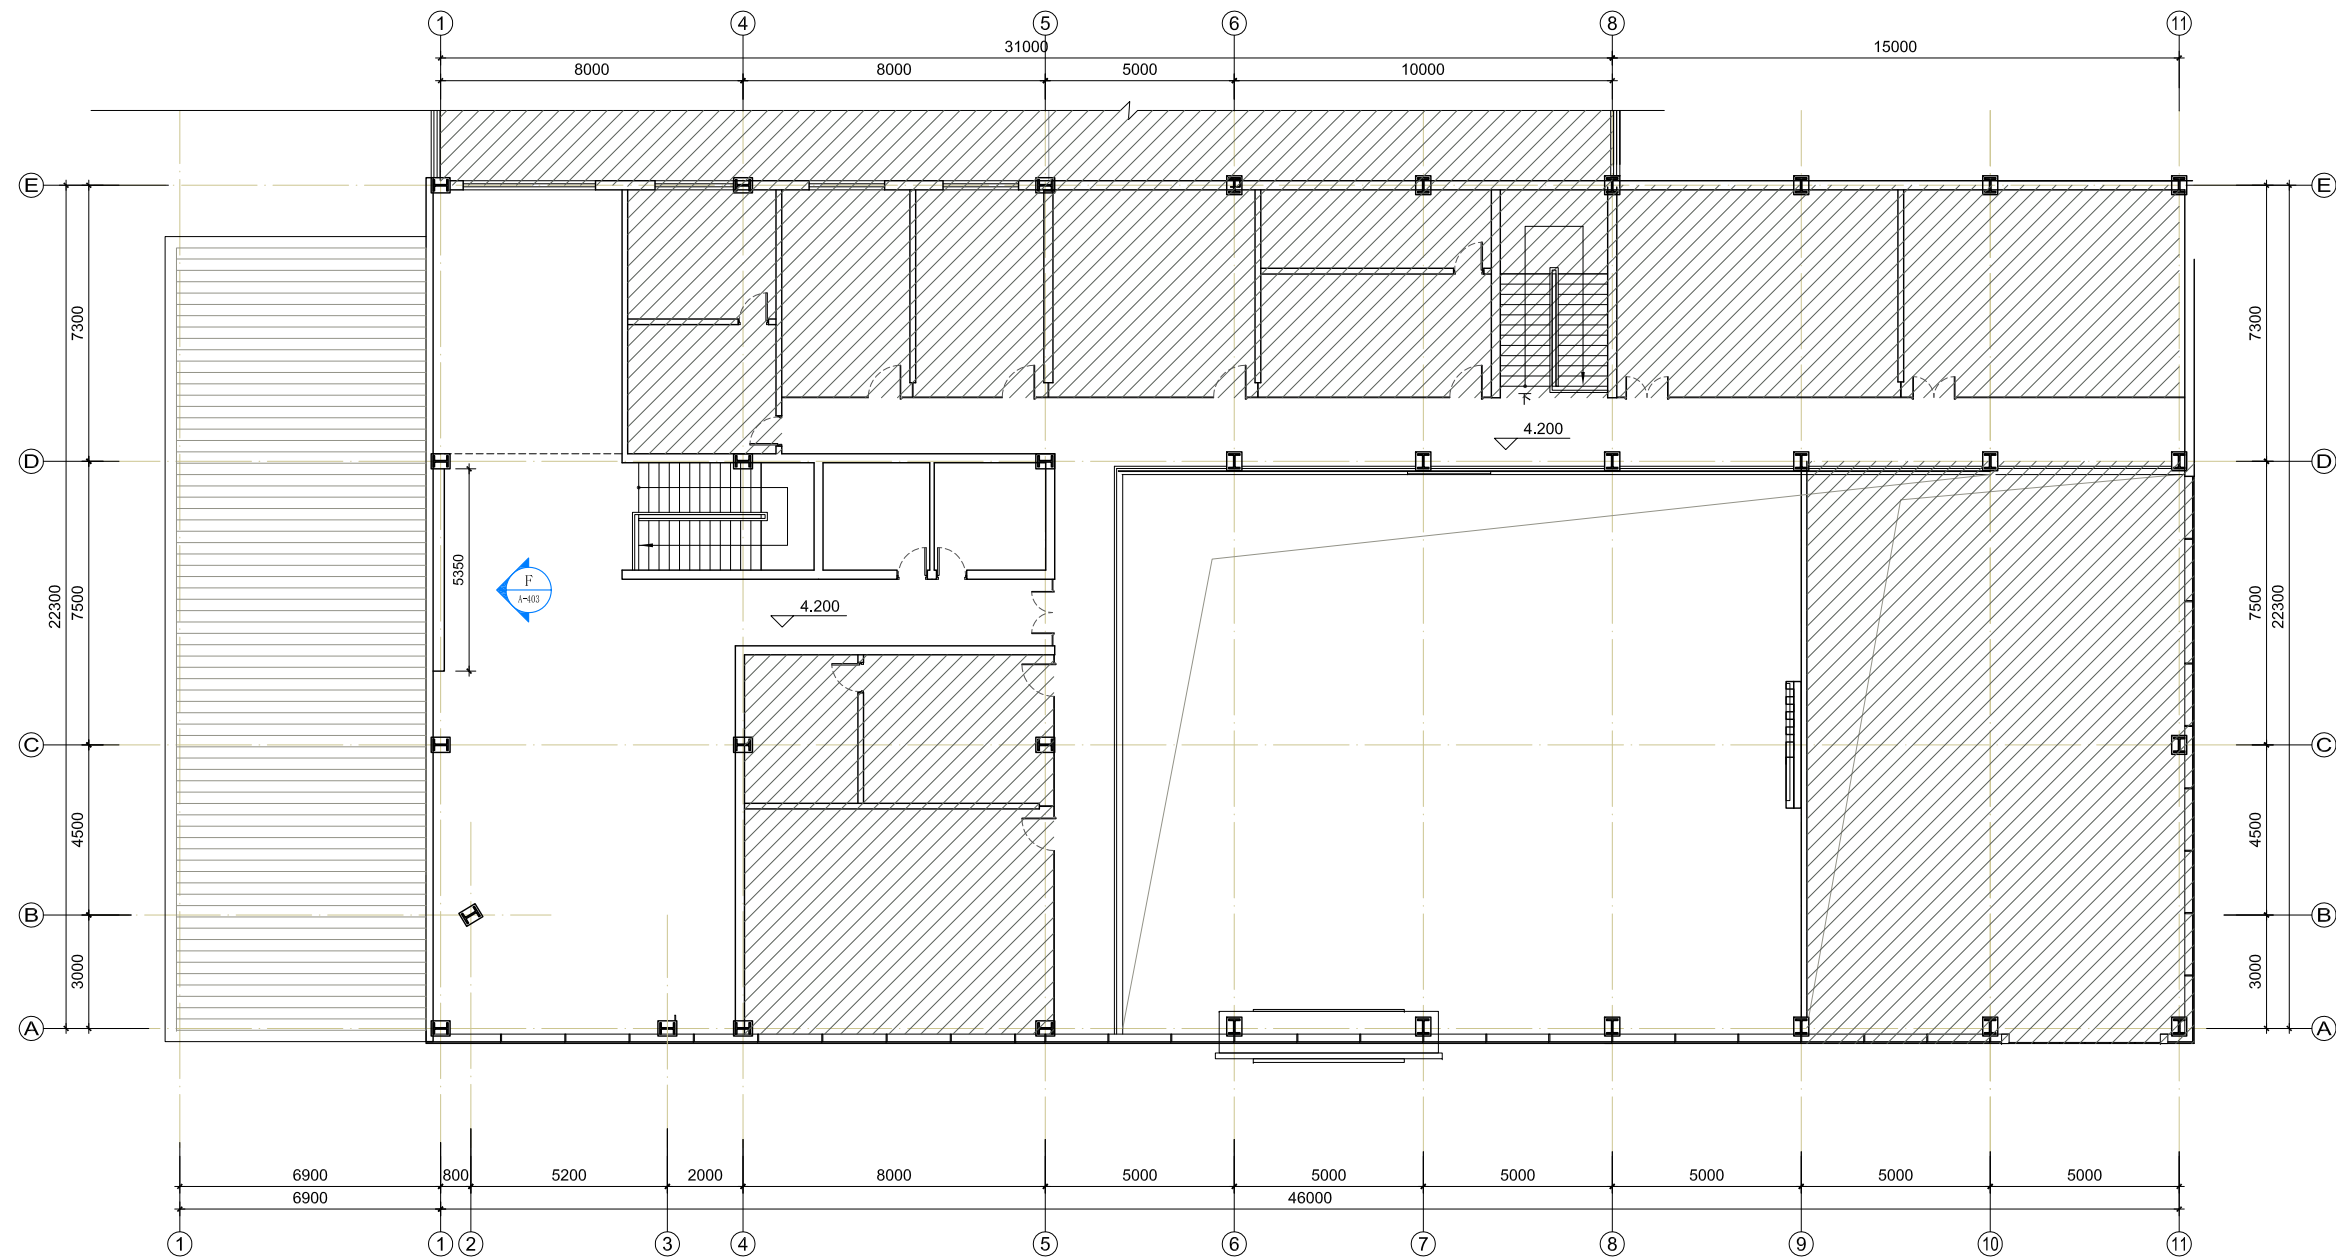 1 4 5 6 8 11
31000 15000
8000 8000 5000 10000
E E
7300 7300
下
4.200
D D
5350
F
A-403
4.200
22300 7500 7500 22300
C C
4500 4500
B B
3000 3000
A A
6900 800 5200 2000 8000 5000 5000 5000 5000 5000 5000
6900 46000
1 1 2 3 4 5 6 7 8 9 10 11